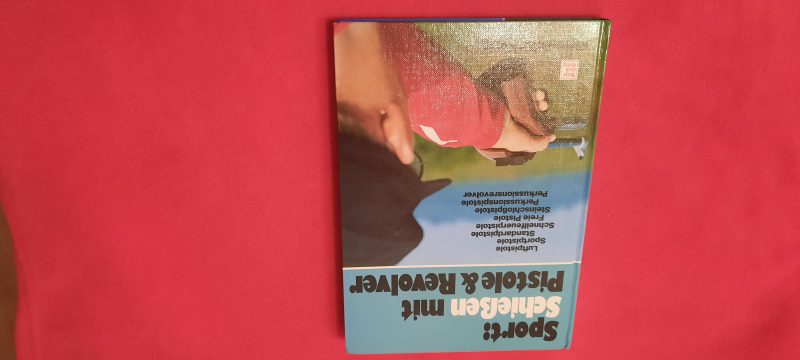 Sport:
Schießen mit
Pistole & Revolver
Luftpistole
Sportpistole
Standardpistole
Schnellfeuerpistole
Freie Pistole
Steinschloßpistole
Perkussionspistole
Perkussionsrevolver